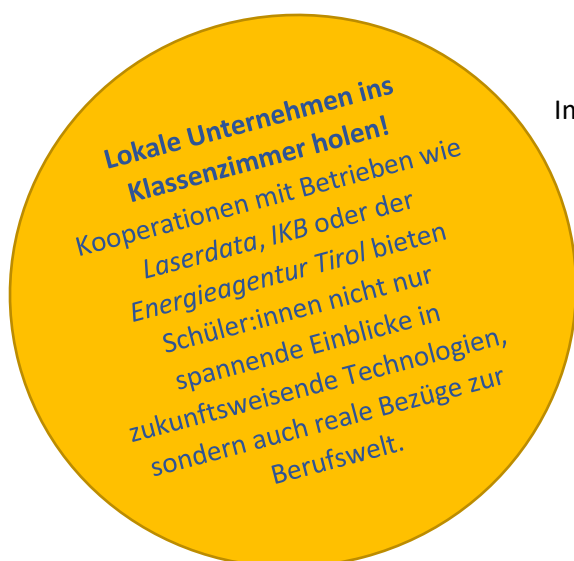 Lokale Unternehmen ins
Klassenzimmer holen!
Kooperationen mit Betrieben wie
Laserdata, IKB oder der
Energieagentur Tirol bieten
Schüler:innen nicht nur
spannende Einblicke in
zukunftsweisende Technologien,
sondern auch reale Bezüge zur
Berufswelt.
In